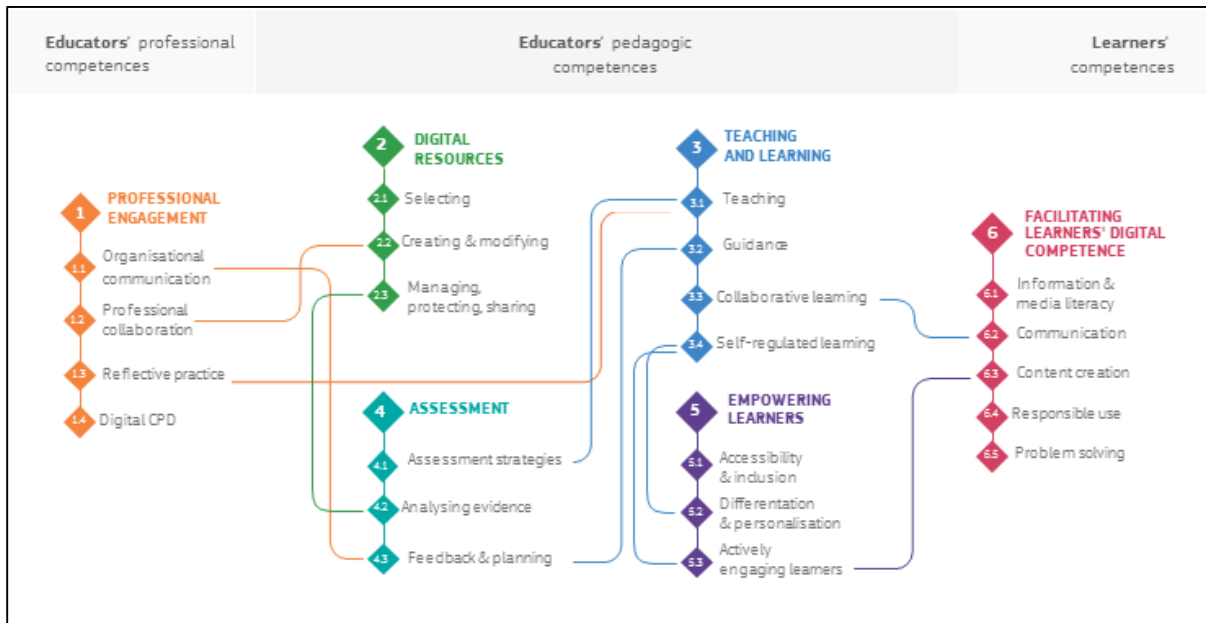 Educators' professional
competences
Educators' pedagogic
competences
Learners'
competences
1
PROFESSIONAL
ENGAGEMENT
1.1
Organisational
communication
1.2
Professional
collaboration
1.3
Reflective practice
1.4
Digital CPD
2
DIGITAL
RESOURCES
2.1
Selecting
2.2
Creating & modifying
2.3
Managing,
protecting, sharing
3
TEACHING
AND LEARNING
3.1
Teaching
3.2
Guidance
3.3
Collaborative learning
3.4
Self-regulated learning
4
ASSESSMENT
4.1
Assessment strategies
4.2
Analysing evidence
4.3
Feedback & planning
5
EMPOWERING
LEARNERS
5.1
Accessibility
& inclusion
5.2
Differentation
& personalisation
5.3
Actively
engaging learners
6
FACILITATING
LEARNERS' DIGITAL
COMPETENCE
6.1
Information &
media literacy
6.2
Communication
6.3
Content creation
6.4
Responsible use
6.5
Problem solving